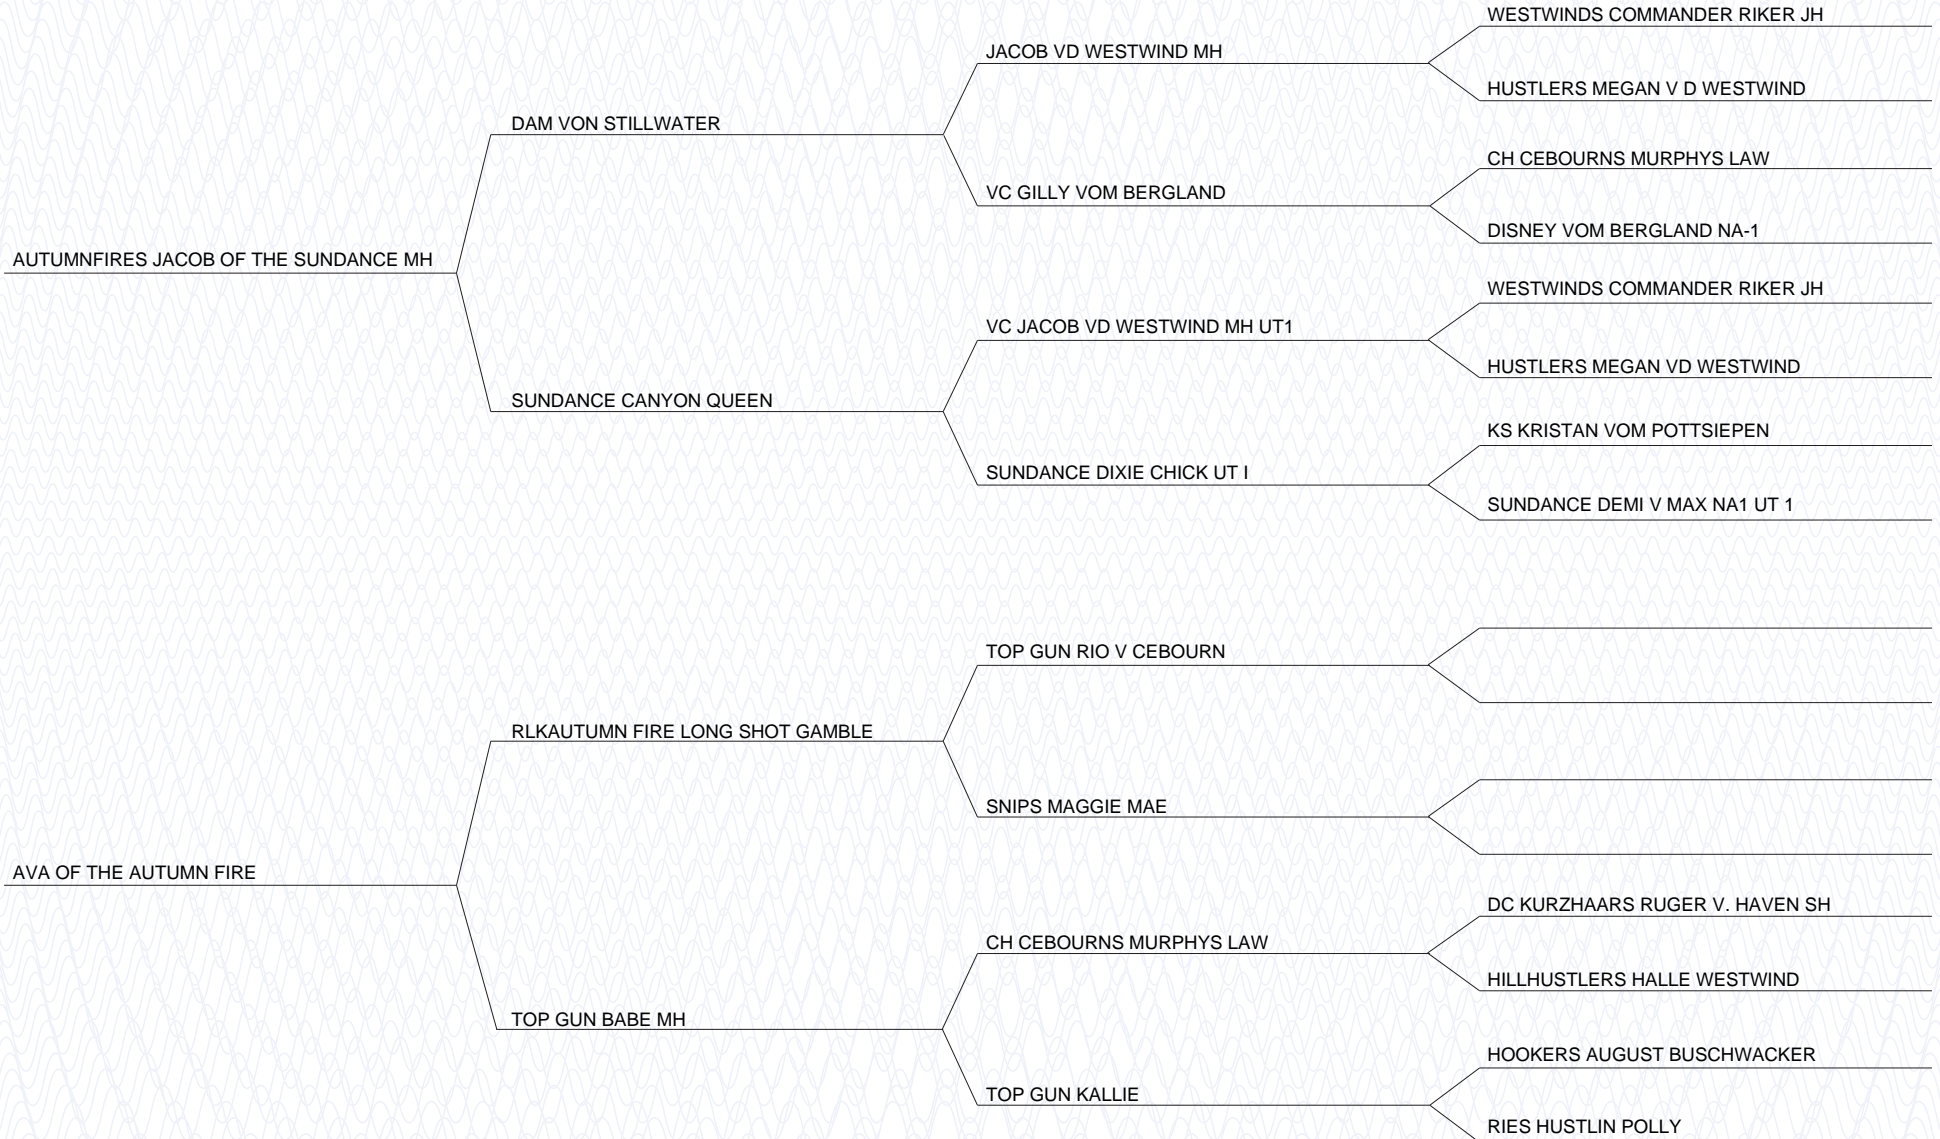 WESTWINDS COMMANDER RIKER JH
JACOB VD WESTWIND MH
HUSTLERS MEGAN V D WESTWIND
DAM VON STILLWATER
CH CEBOURNS MURPHYS LAW
VC GILLY VOM BERGLAND
DISNEY VOM BERGLAND NA-1
AUTUMNFIRES JACOB OF THE SUNDANCE MH
WESTWINDS COMMANDER RIKER JH
VC JACOB VD WESTWIND MH UT1
HUSTLERS MEGAN VD WESTWIND
SUNDANCE CANYON QUEEN
KS KRISTAN VOM POTTSIEPEN
SUNDANCE DIXIE CHICK UT I
SUNDANCE DEMI V MAX NA1 UT 1
TOP GUN RIO V CEBOURN
RLKAUTUMN FIRE LONG SHOT GAMBLE
SNIPS MAGGIE MAE
AVA OF THE AUTUMN FIRE
DC KURZHAARS RUGER V. HAVEN SH
CH CEBOURNS MURPHYS LAW
HILLHUSTLERS HALLE WESTWIND
TOP GUN BABE MH
HOOKERS AUGUST BUSCHWACKER
TOP GUN KALLIE
RIES HUSTLIN POLLY